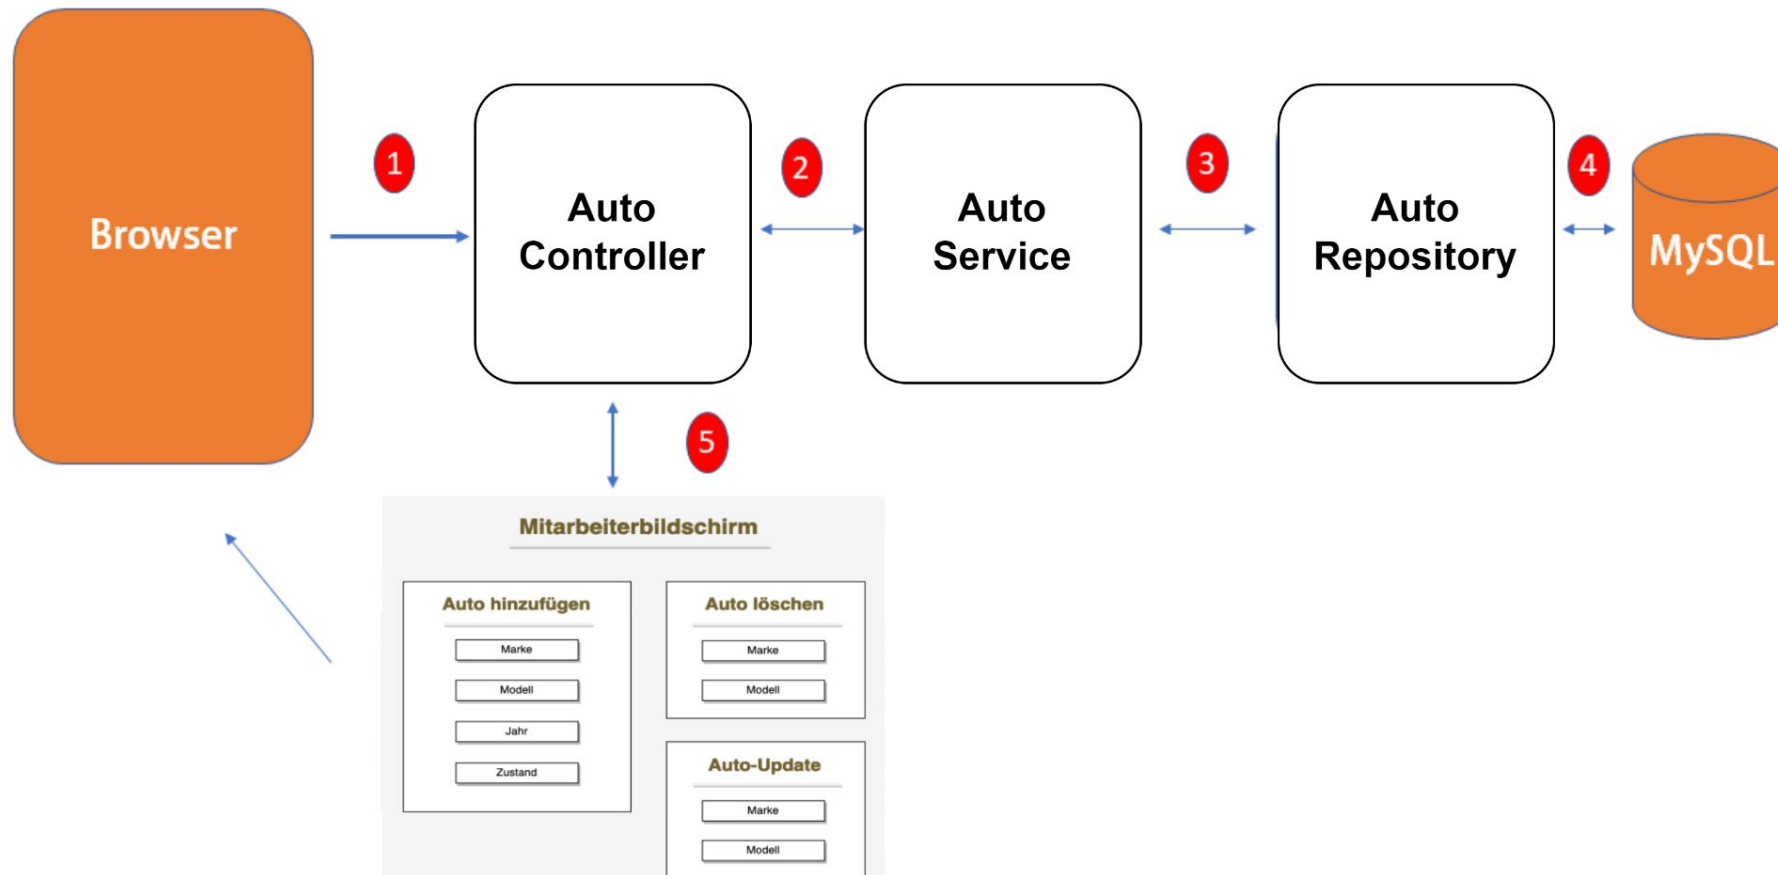 Browser
1
Auto
Controller
2
Auto
Service
3
Auto
Repository
4
MySQL
5
Mitarbeiterbildschirm
Auto hinzufügen
Marke
Modell
Jahr
Zustand
Auto löschen
Marke
Modell
Auto-Update
Marke
Modell